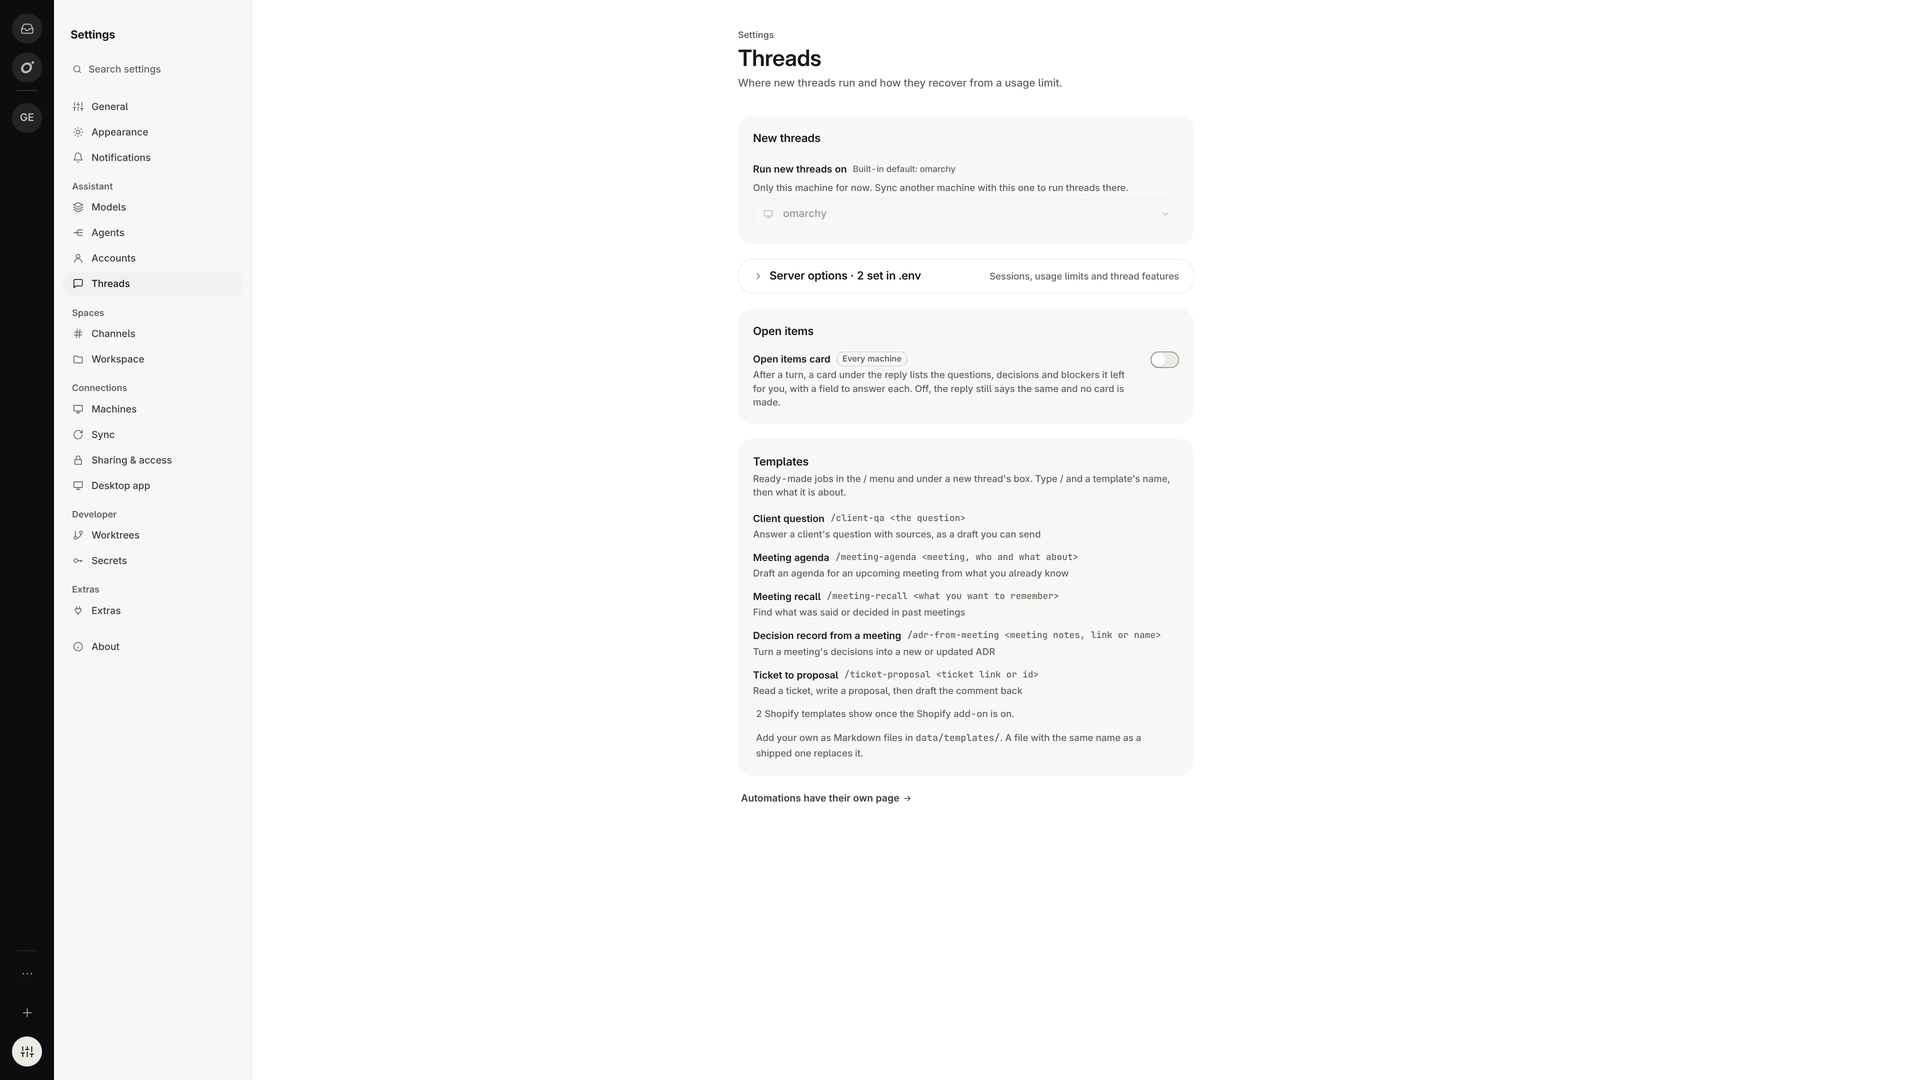 Settings
Search settings
GE
General
Appearance
Notifications
Assistant
Models
Agents
Accounts
Threads
Spaces
Channels
Workspace
Connections
Machines
Sync
Sharing & access
Desktop app
Developer
Worktrees
Secrets
Extras
Extras
About
Settings
Threads
Where new threads run and how they recover from a usage limit.
New threads
Run new threads on Built-in default: omarchy
Only this machine for now. Sync another machine with this one to run threads there.
omarchy
Server options · 2 set in .env Sessions, usage limits and thread features
Open items
Open items card Every machine
After a turn, a card under the reply lists the questions, decisions and blockers it left
for you, with a field to answer each. Off, the reply still says the same and no card is
made.
Templates
Ready-made jobs in the / menu and under a new thread's box. Type / and a template's name,
then what it is about.
Client question /client-qa <the question>
Answer a client's question with sources, as a draft you can send
Meeting agenda /meeting-agenda <meeting, who and what about>
Draft an agenda for an upcoming meeting from what you already know
Meeting recall /meeting-recall <what you want to remember>
Find what was said or decided in past meetings
Decision record from a meeting /adr-from-meeting <meeting notes, link or name>
Turn a meeting's decisions into a new or updated ADR
Ticket to proposal /ticket-proposal <ticket link or id>
Read a ticket, write a proposal, then draft the comment back
2 Shopify templates show once the Shopify add-on is on.
Add your own as Markdown files in data/templates/. A file with the same name as a
shipped one replaces it.
Automations have their own page →